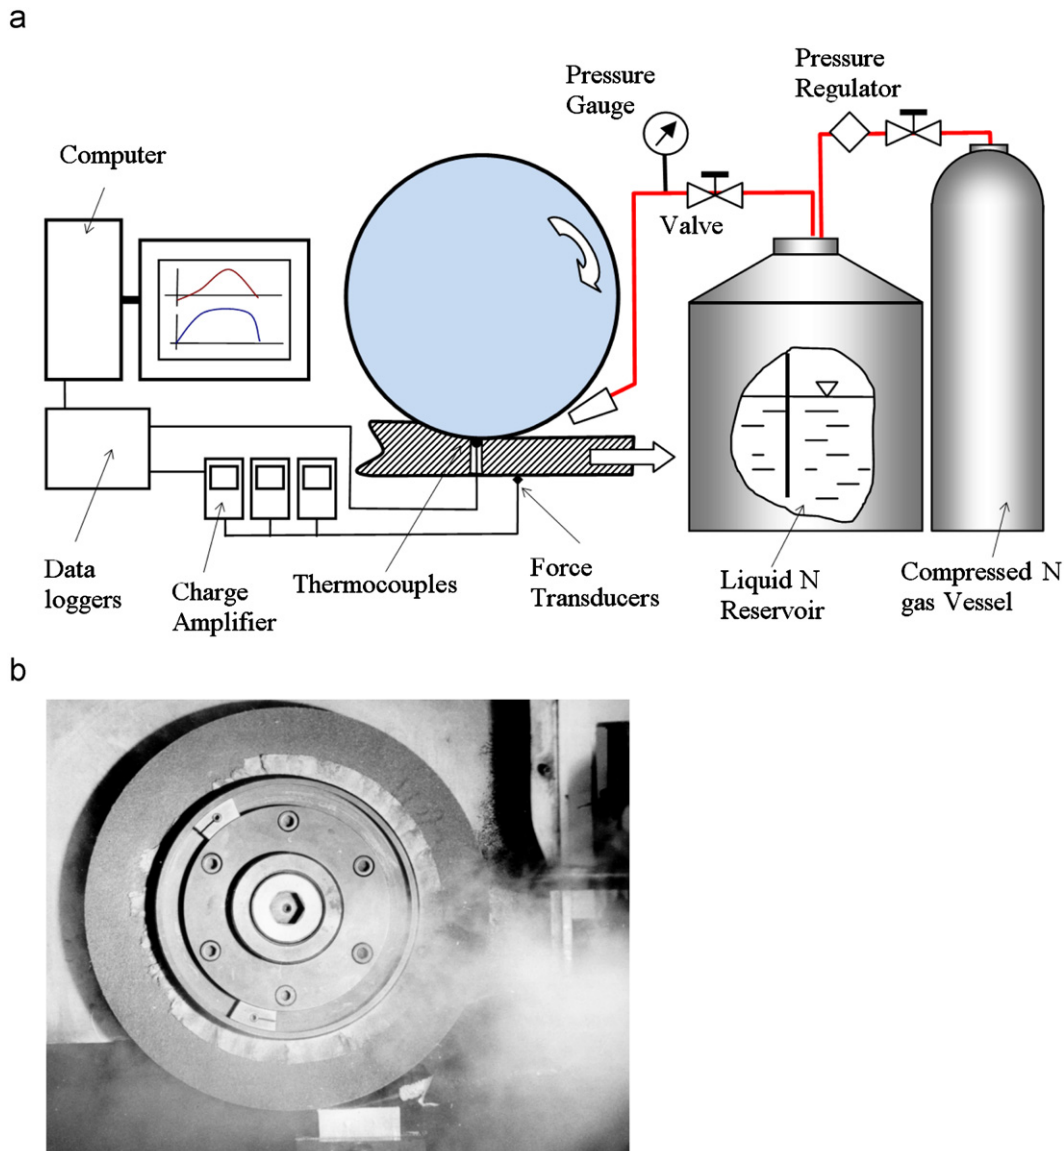 a
Pressure
Gauge
Pressure
Regulator
Computer
Valve
Data
loggers
Charge
Amplifier
Thermocouples
Force
Transducers
Liquid N
Reservoir
Compressed N
gas Vessel
b